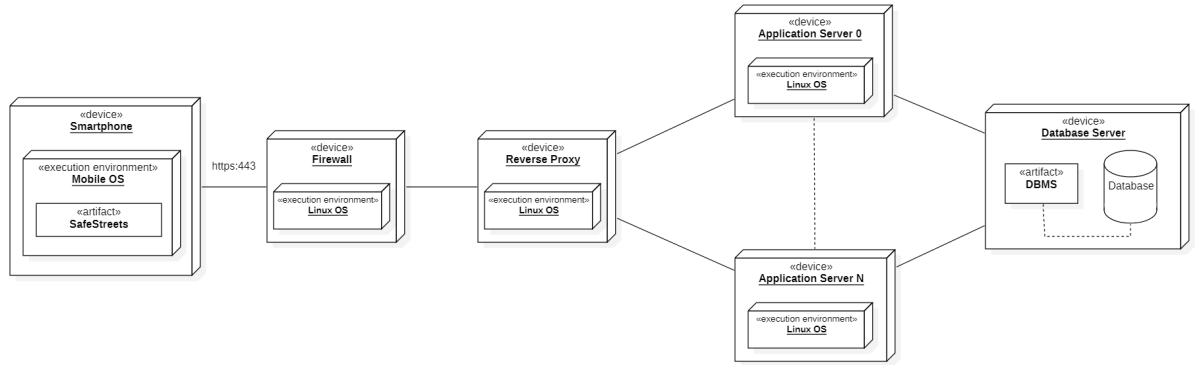 «device»
Smartphone
«execution environment»
Mobile OS
«artifact»
SafeStreets
https:443
«device»
Firewall
«execution environment»
Linux OS
«device»
Reverse Proxy
«execution environment»
Linux OS
«device»
Application Server 0
«execution environment»
Linux OS
«device»
Application Server N
«execution environment»
Linux OS
«device»
Database Server
«artifact»
DBMS
Database